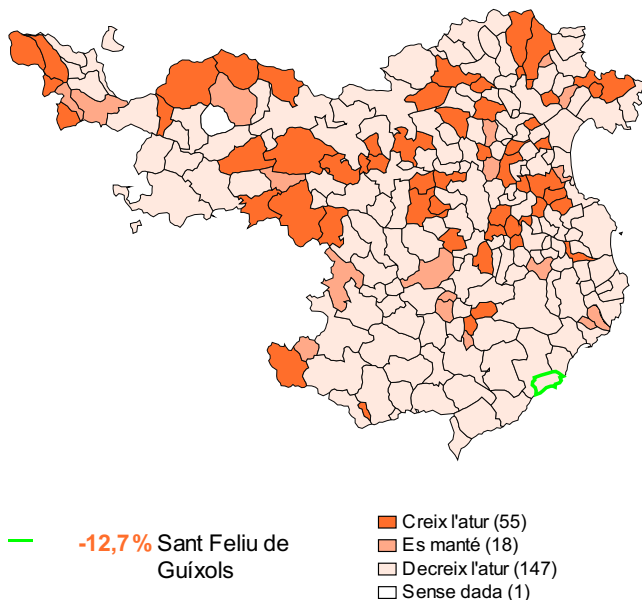 -12,7% Sant Feliu de
Guíxols
Creix l'atur (55)
Es manté (18)
Decreix l'atur (147)
Sense dada (1)